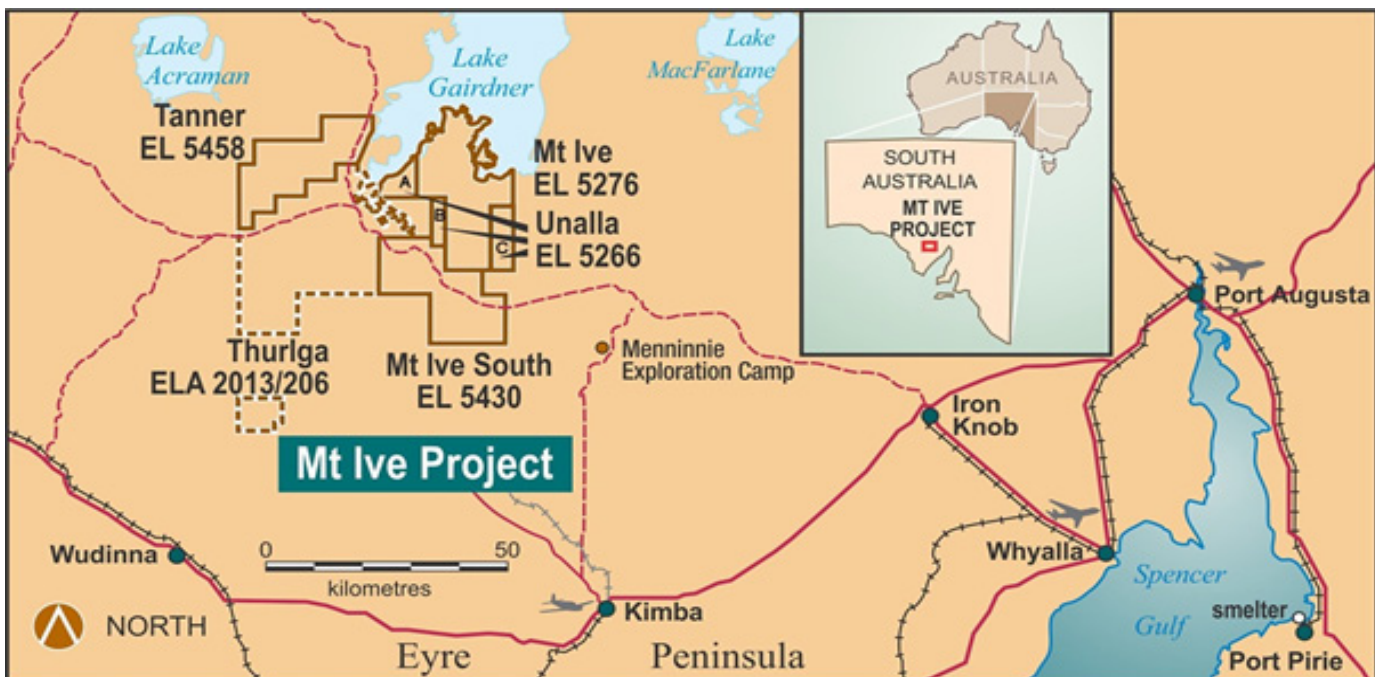 Lake
Acraman
Lake
Gairdner
Lake
MacFarlane
Tanner
EL 5458
Mt Ive
EL 5276
Unalla
EL 5266
A
B
C
Thurlga
ELA 2013/206
Mt Ive South
EL 5430
Menninnie
Exploration Camp
Mt Ive Project
AUSTRALIA
SOUTH
AUSTRALIA
MT IVE
PROJECT
Port Augusta
Iron
Knob
Wudinna
0 50
kilometres
Whyalla
Spencer
Gulf
smelter
Port Pirie
Kimba
NORTH
Eyre Peninsula